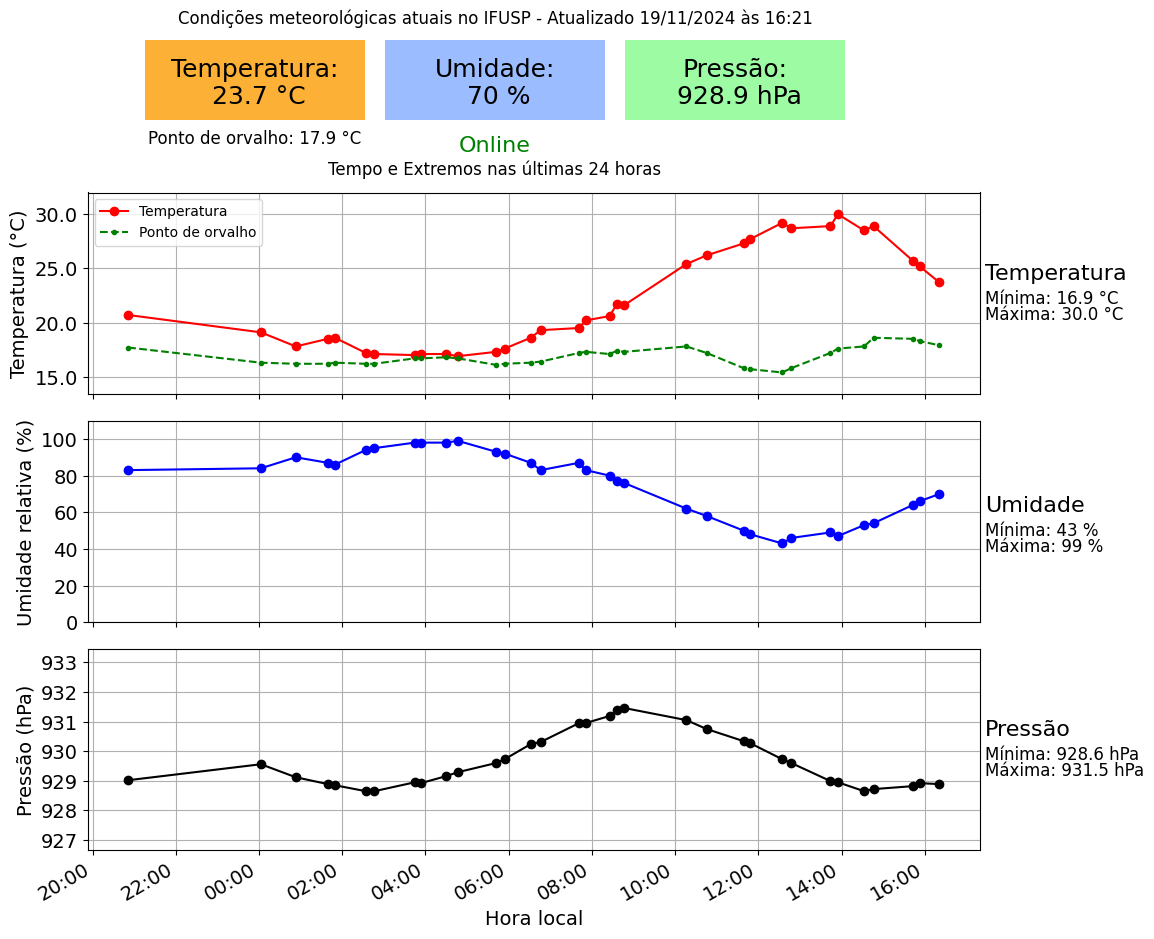 Condições meteorológicas atuais no IFUSP - Atualizado 19/11/2024 às 16:21
Temperatura:
23.7 °C
Umidade:
70 %
Pressão:
928.9 hPa
Ponto de orvalho: 17.9 °C
Online
Tempo e Extremos nas últimas 24 horas
Temperatura (°C)
30.0
25.0
20.0
15.0
Temperatura
Ponto de orvalho
Temperatura
Mínima: 16.9 °C
Máxima: 30.0 °C
Umidade relativa (%)
100
80
60
40
20
0
Umidade
Mínima: 43 %
Máxima: 99 %
Pressão (hPa)
933
932
931
930
929
928
927
Pressão
Mínima: 928.6 hPa
Máxima: 931.5 hPa
20:00 22:00 00:00 02:00 04:00 06:00 08:00 10:00 12:00 14:00 16:00
Hora local